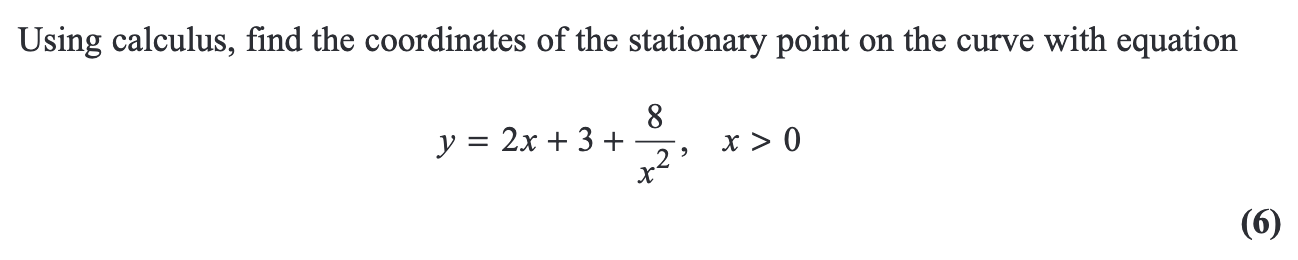 Using calculus, find the coordinates of the stationary point on the curve with equation
y = 2x + 3 + 8/x², x > 0
(6)